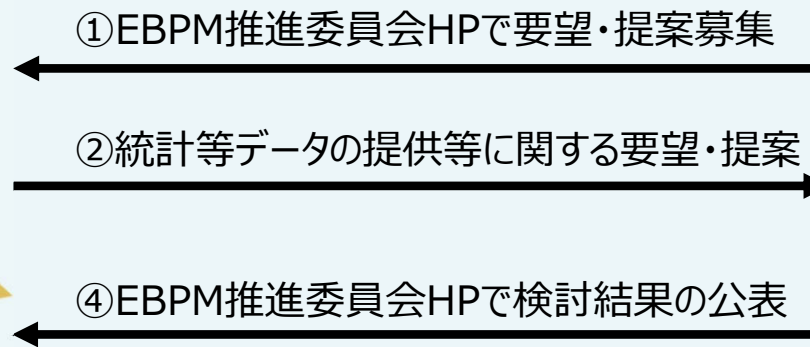 ①EBPM推進委員会HPで要望・提案募集
②統計等データの提供等に関する要望・提案
④EBPM推進委員会HPで検討結果の公表